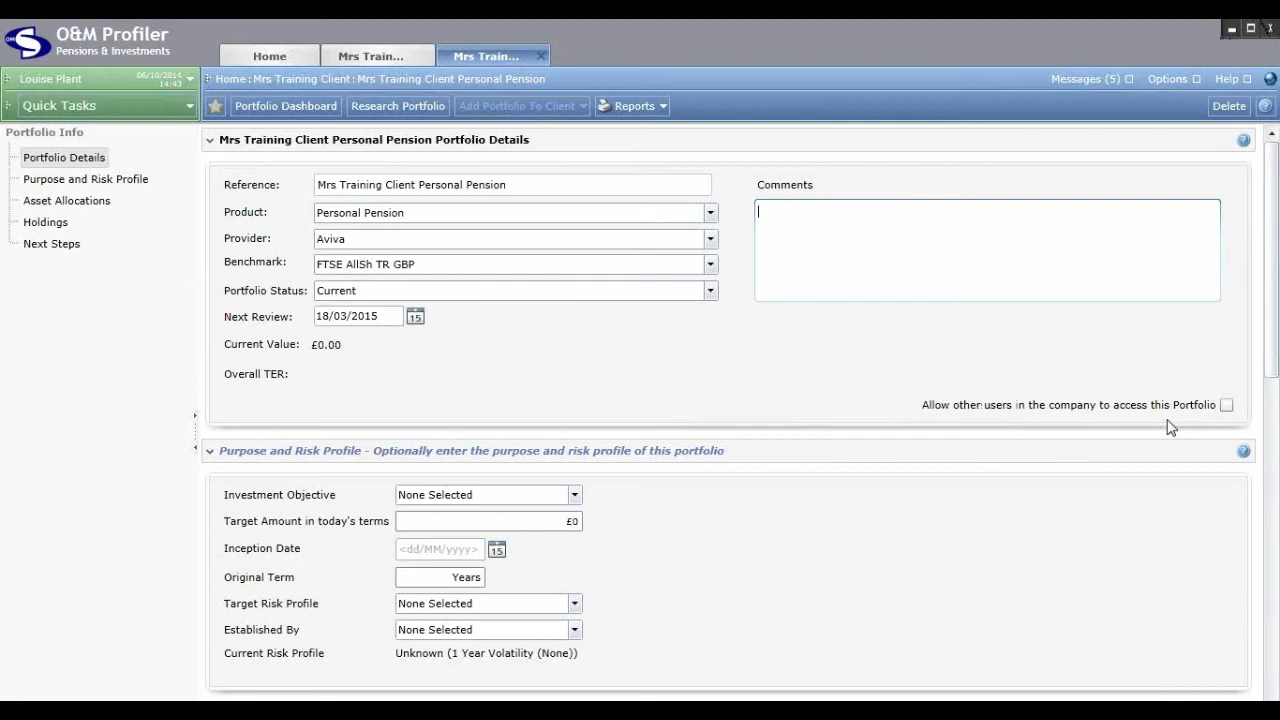 O&M Profiler
Pensions & Investments
Home
Mrs Train...
Mrs Train...
Louise Plant
06/10/2014
14:43
Home : Mrs Training Client : Mrs Training Client Personal Pension
Messages (5)
Options
Help
Quick Tasks
Portfolio Dashboard
Research Portfolio
Add Portfolio To Client
Reports
Delete
Portfolio Info
Portfolio Details
Purpose and Risk Profile
Asset Allocations
Holdings
Next Steps
Mrs Training Client Personal Pension Portfolio Details
Reference: Mrs Training Client Personal Pension
Comments
Product: Personal Pension
Provider: Aviva
Benchmark: FTSE AllSh TR GBP
Portfolio Status: Current
Next Review: 18/03/2015 15
Current Value: £0.00
Overall TER:
Allow other users in the company to access this Portfolio
Purpose and Risk Profile - Optionally enter the purpose and risk profile of this portfolio
Investment Objective None Selected
Target Amount in today's terms £0
Inception Date <dd/MM/yyyy> 15
Original Term Years
Target Risk Profile None Selected
Established By None Selected
Current Risk Profile Unknown (1 Year Volatility (None))